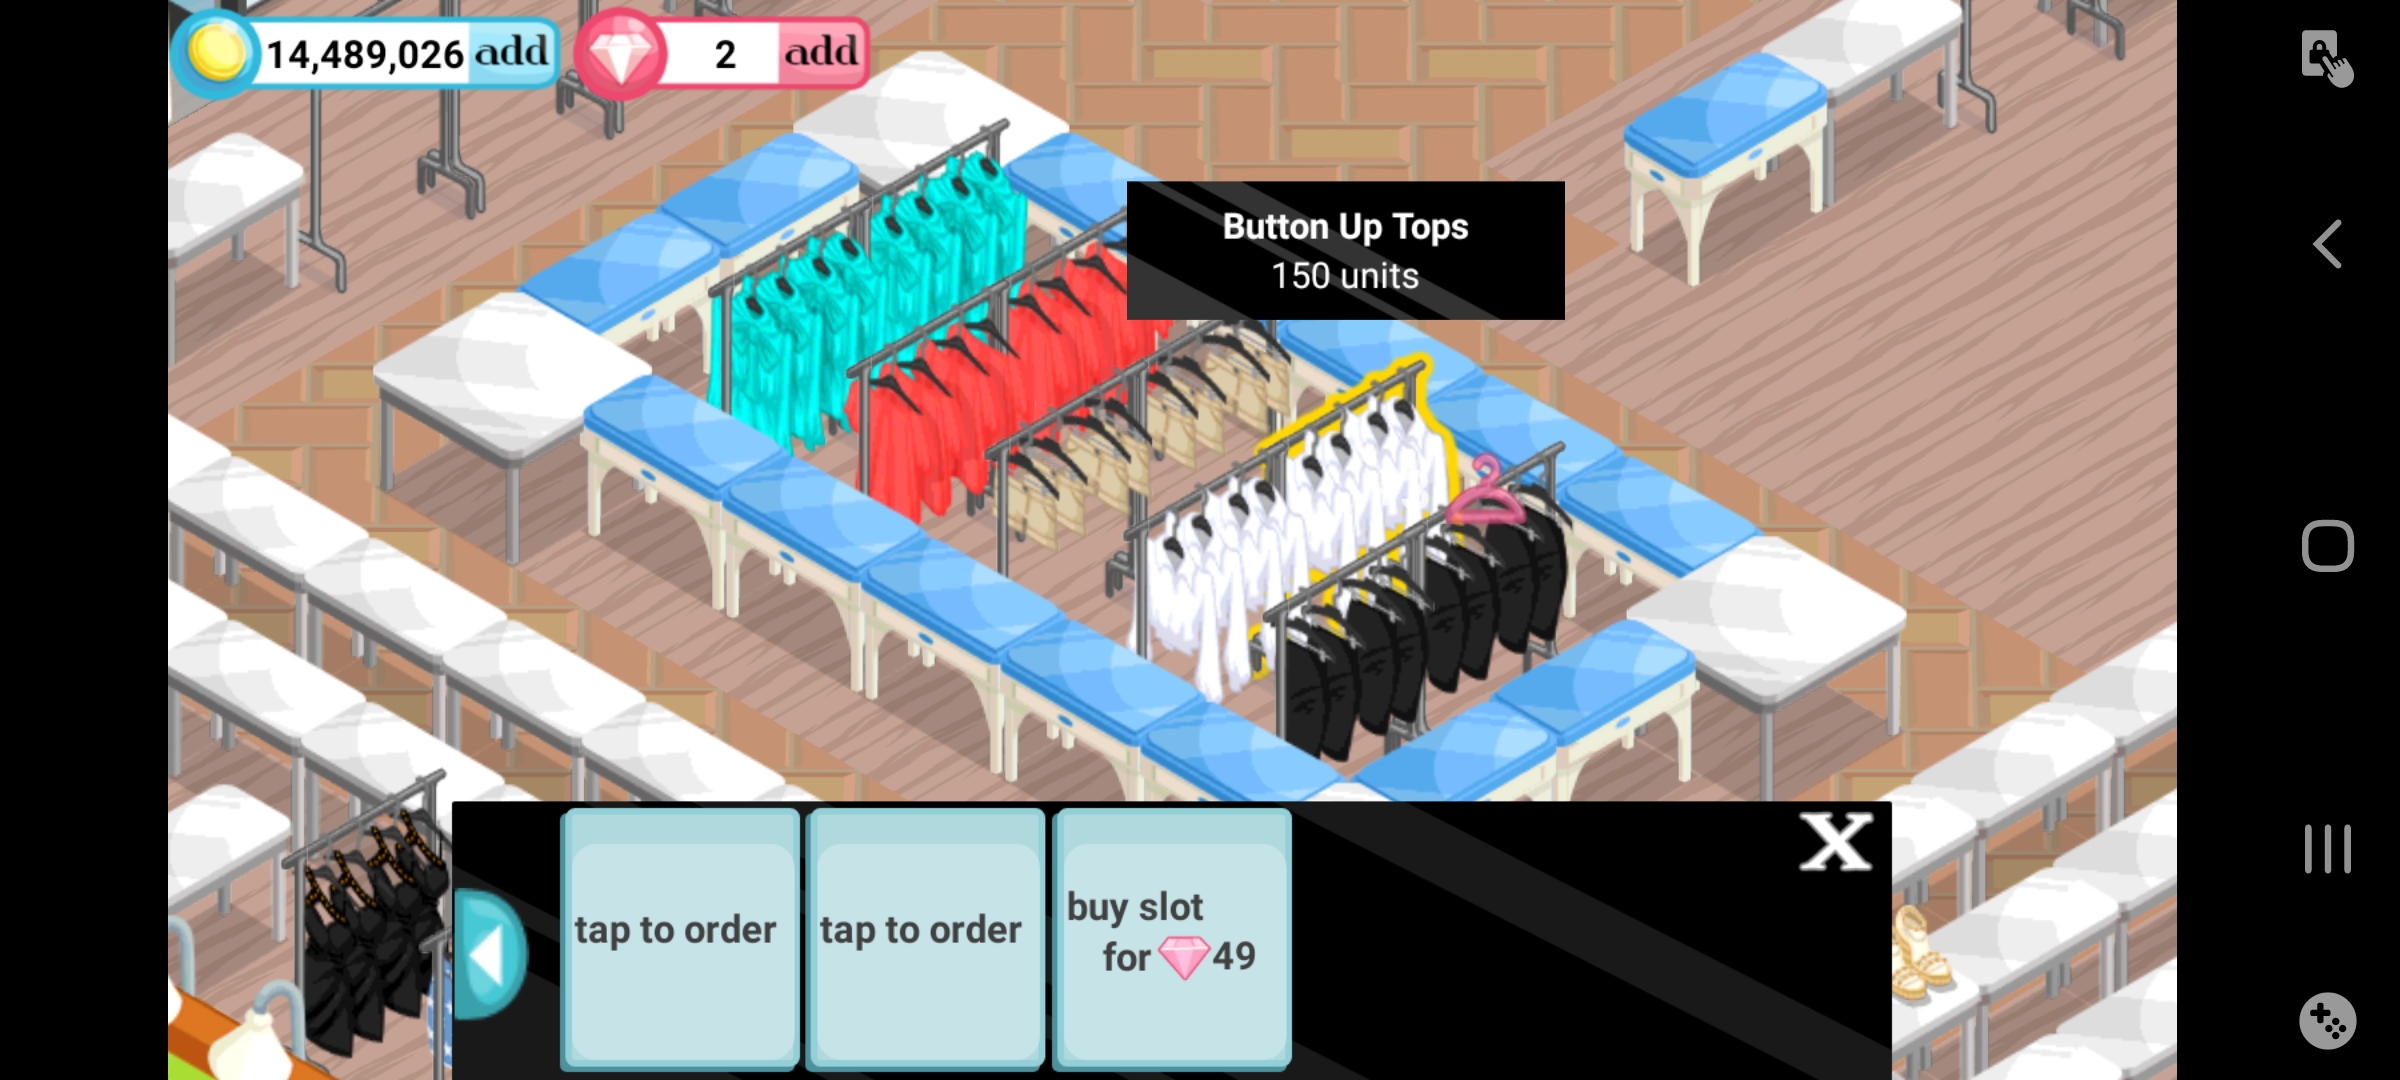 14,489,026 add
2 add
Button Up Tops
150 units
X
tap to order
tap to order
buy slot
for 49